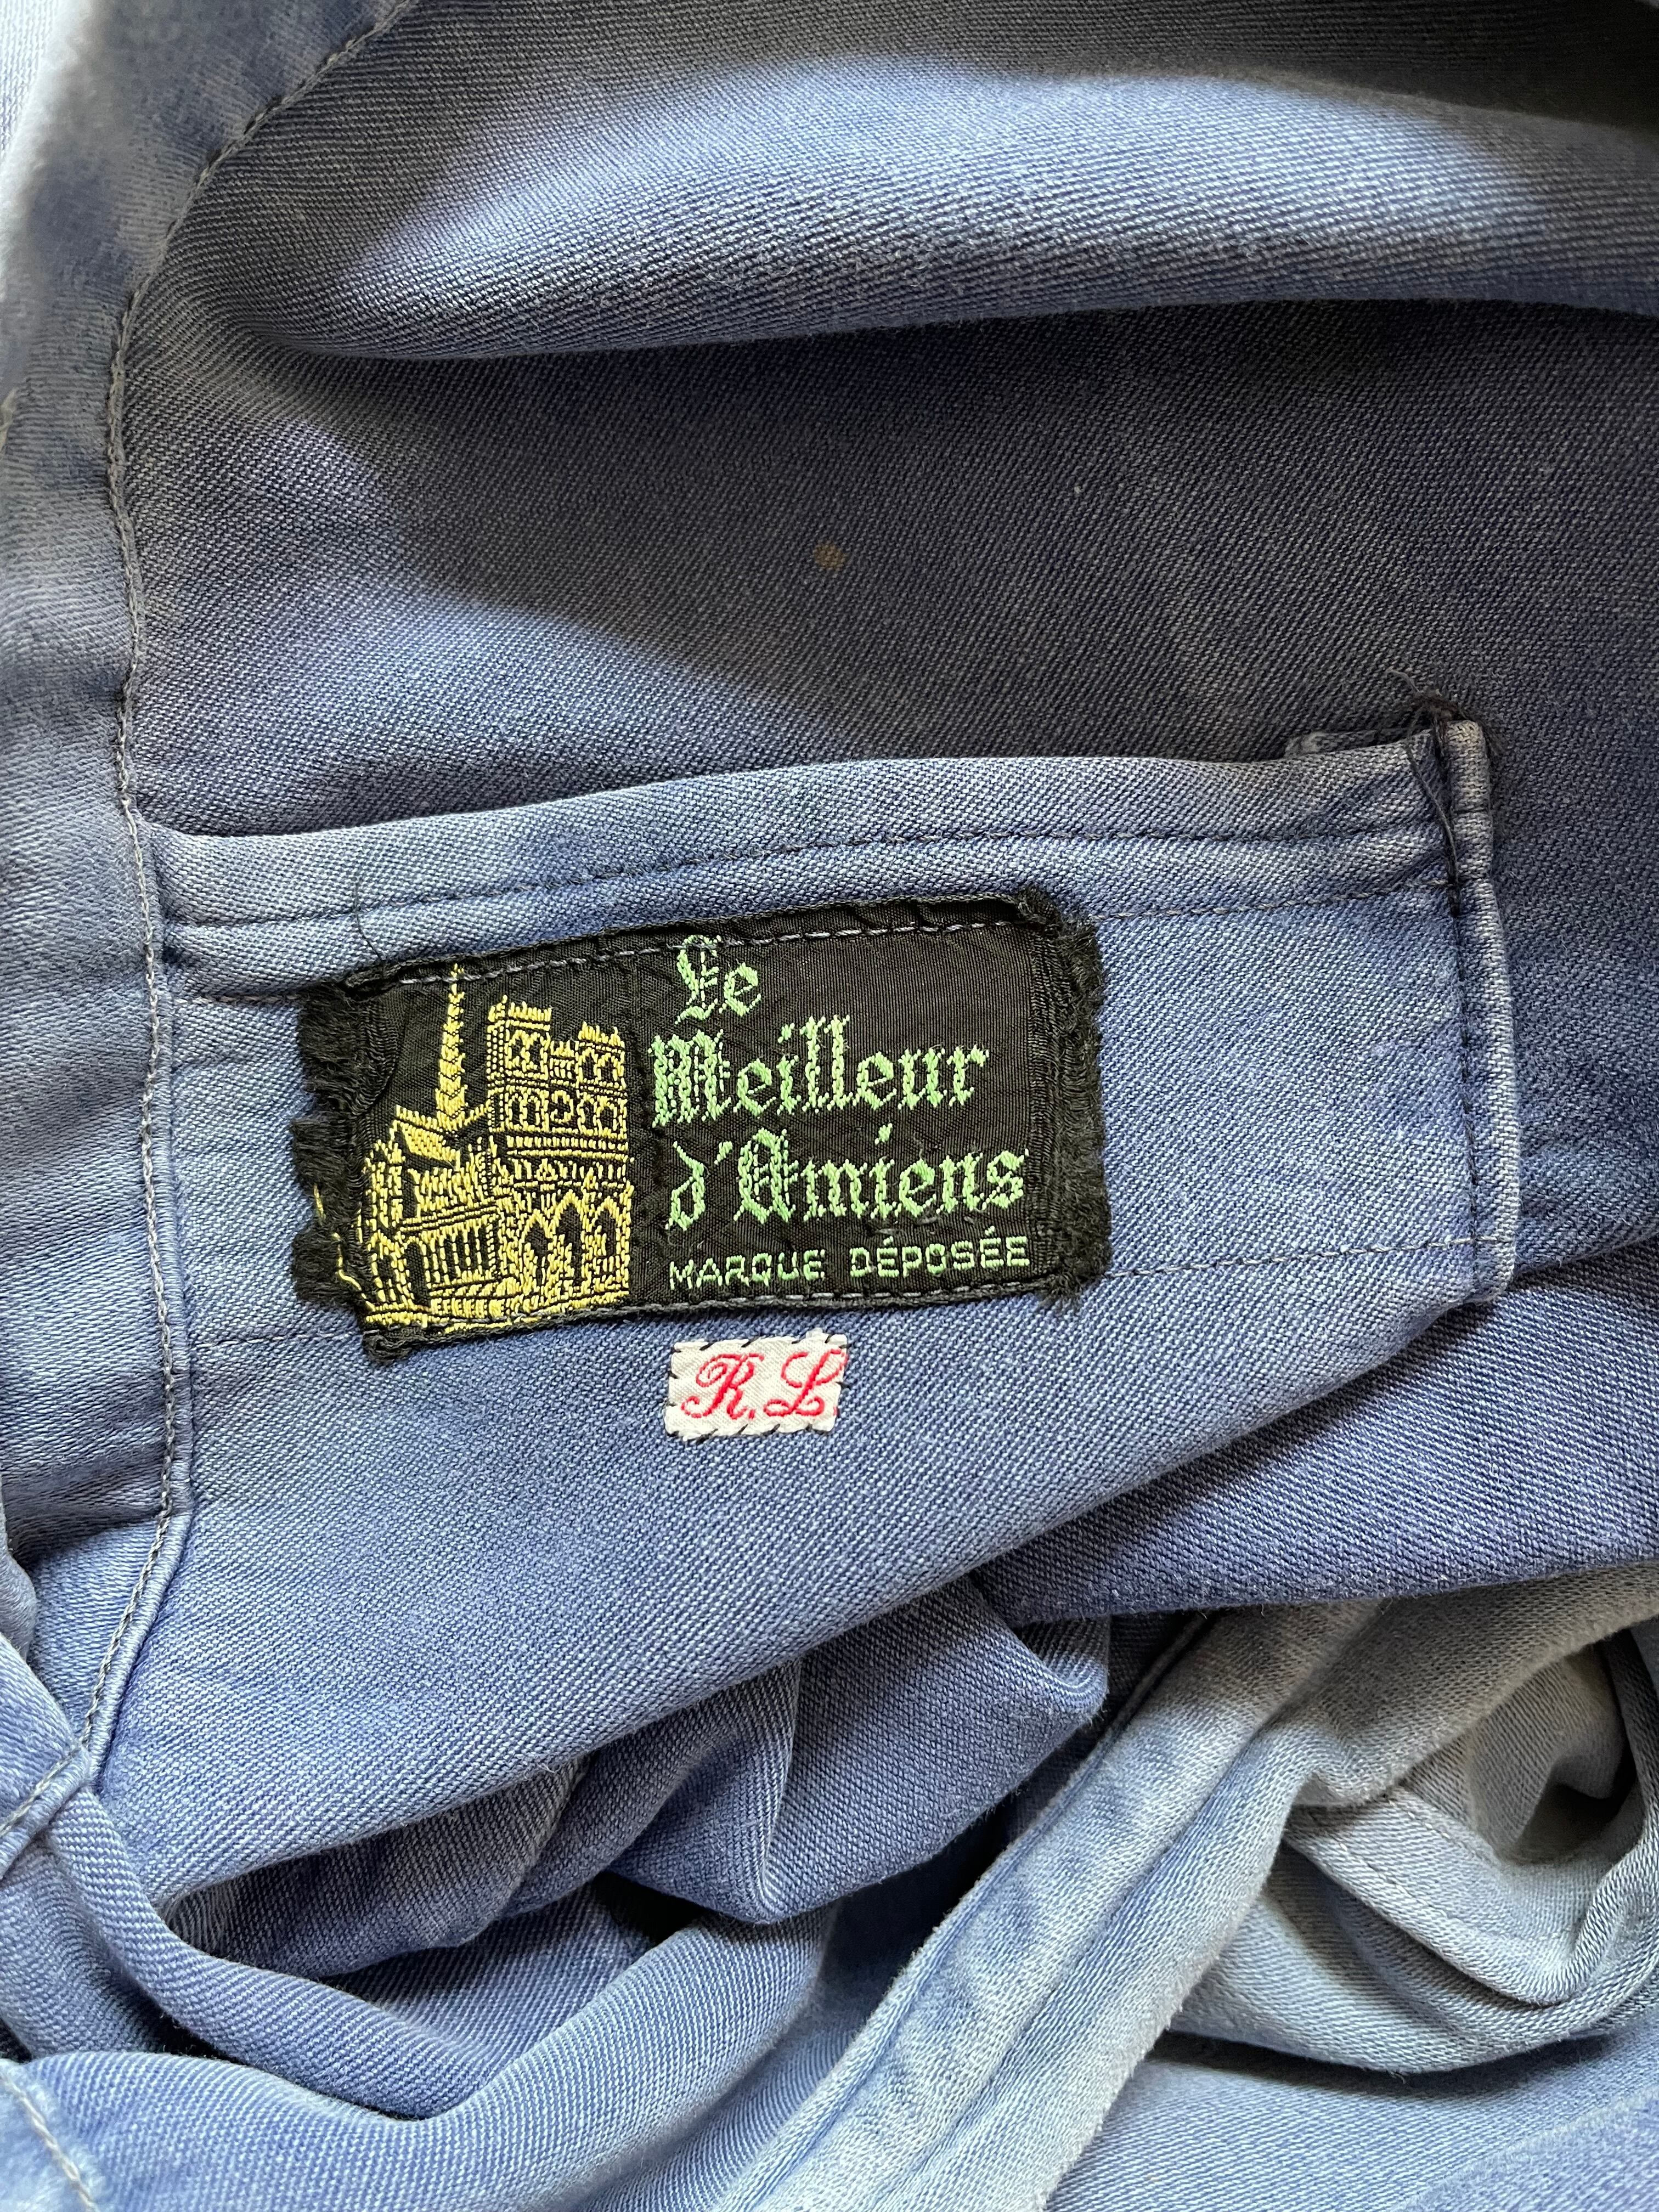 Le
Meilleur
d'Amiens
MARQUE DÉPOSÉE
R.L.